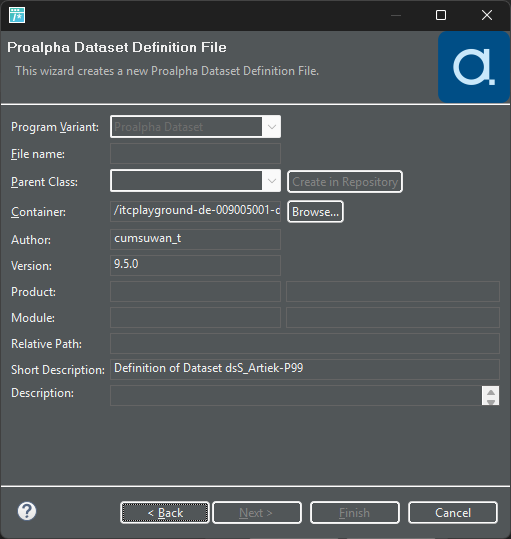 Proalpha Dataset Definition File
This wizard creates a new Proalpha Dataset Definition File.
Program Variant: Proalpha Dataset
File name:
Parent Class: Create in Repository
Container: /itcplayground-de-009005001-c Browse...
Author: cumsuwan_t
Version: 9.5.0
Product:
Module:
Relative Path:
Short Description: Definition of Dataset dsS_Artiek-P99
Description:
? < Back Next > Finish Cancel